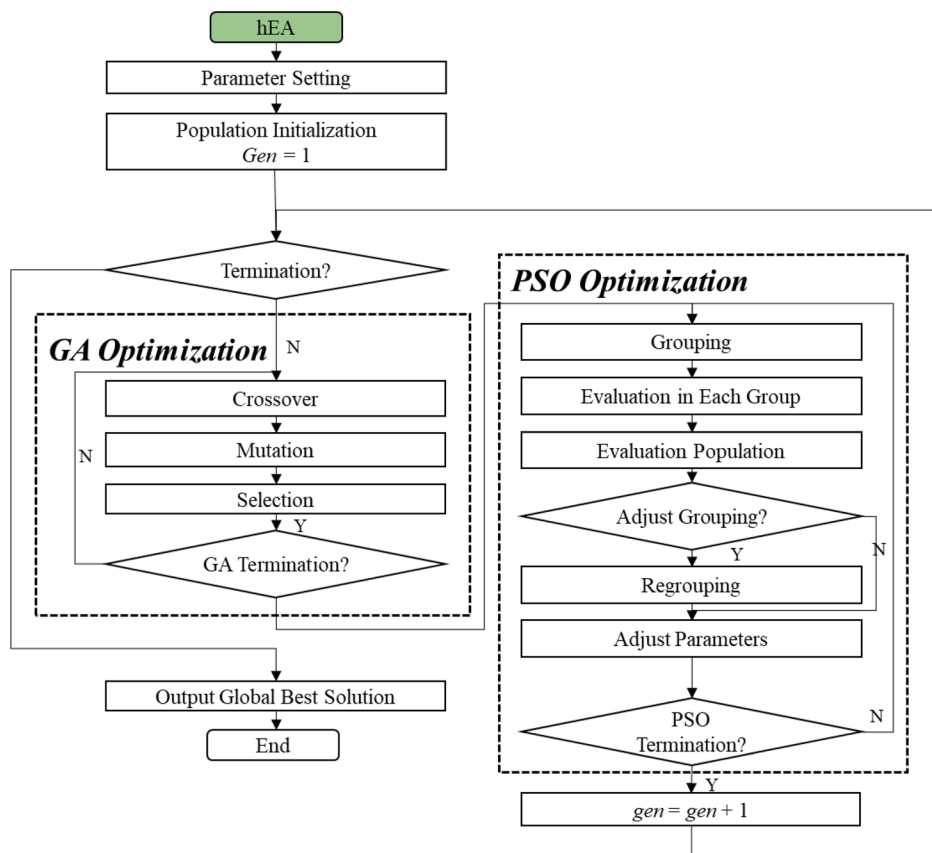 hEA
Parameter Setting
Population Initialization
Gen = 1
Termination?
GA Optimization
N
Crossover
Mutation
N
Selection
Y
GA Termination?
Output Global Best Solution
End
PSO Optimization
Grouping
Evaluation in Each Group
Evaluation Population
Adjust Grouping?
N
Y
Regrouping
Adjust Parameters
PSO
Termination?
N
Y
gen = gen + 1